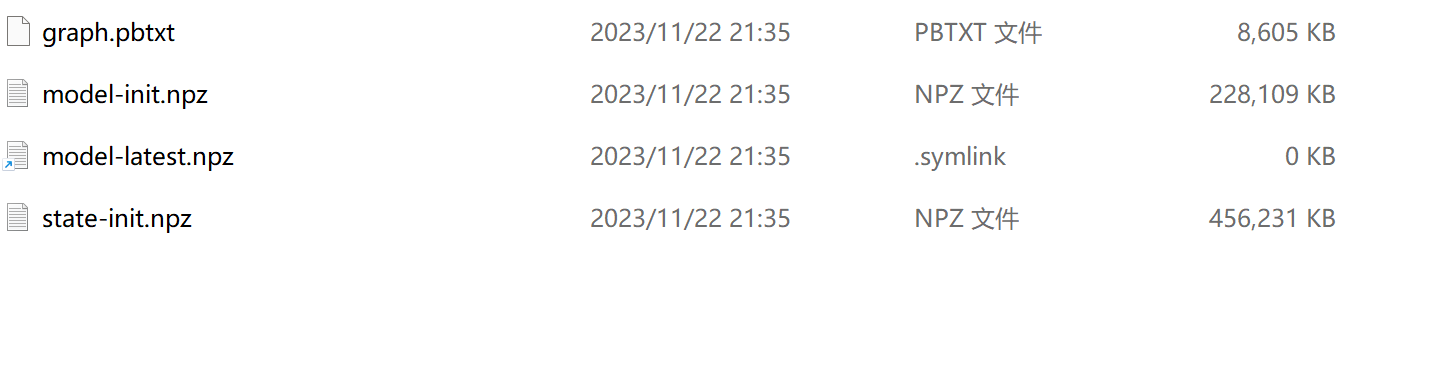 graph.pbtxt 2023/11/22 21:35 PBTXT 文件 8,605 KB
model-init.npz 2023/11/22 21:35 NPZ 文件 228,109 KB
model-latest.npz 2023/11/22 21:35 .symlink 0 KB
state-init.npz 2023/11/22 21:35 NPZ 文件 456,231 KB